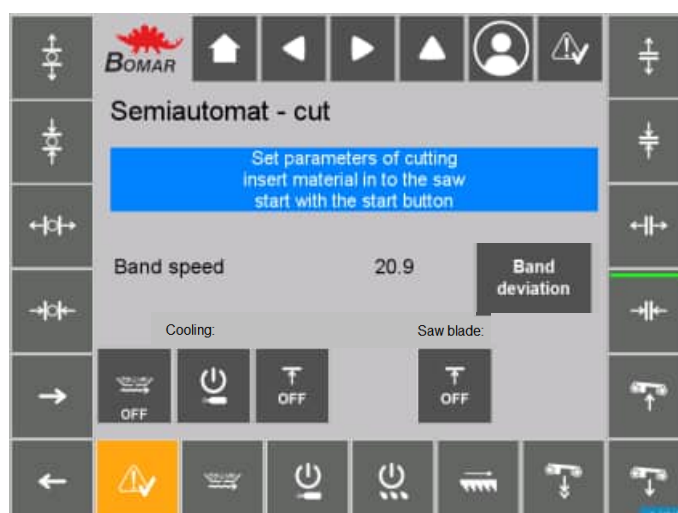 BOMAR
Semiautomat - cut
Set parameters of cutting
insert material in to the saw
start with the start button
Band speed 20.9 Band
deviation
Cooling: Saw blade:
OFF OFF OFF